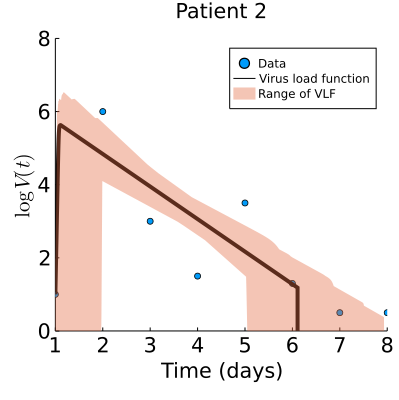 Patient 2
8
6
4
2
0
log V(t)
Data
Virus load function
Range of VLF
1 2 3 4 5 6 7 8
Time (days)